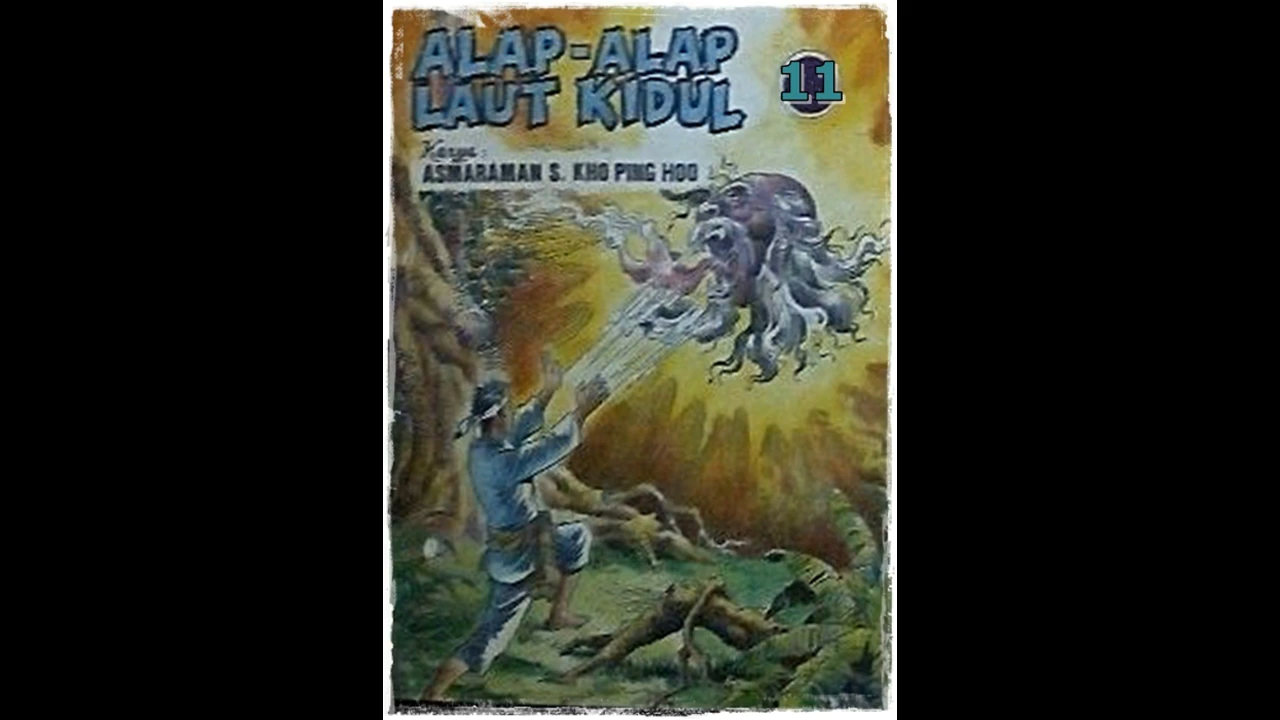 ALAP-ALAP
LAUT KIDUL
11
Karya :
ASMARAMAN S. KHO PING HOO